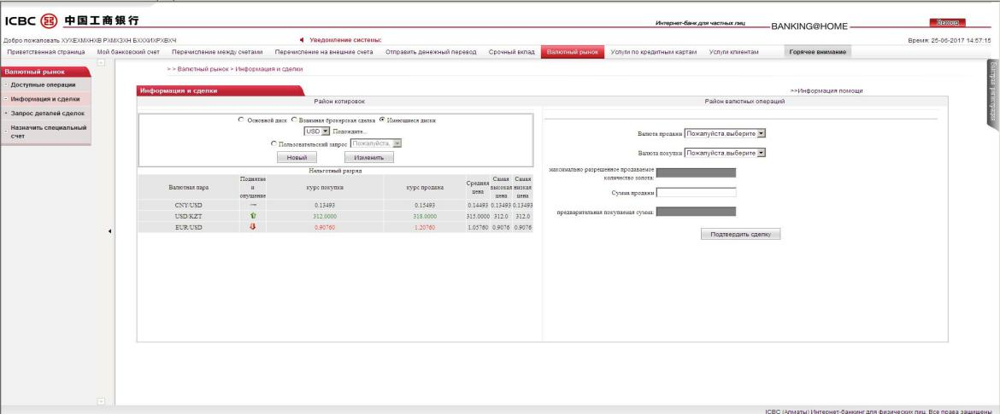 ICBC 中国工商银行
Интернет-банк для частных лиц
BANKING@HOME
Выход
Добро пожаловать ХУХЕХМХНХВ РХМХЗХН БХХХИХРХВХЧ
Уведомление системы:
Время: 25-06-2017 14:57:15
Приветственная страница Мой банковский счет Перечисление между счетами Перечисление на внешние счета Отправить денежный перевод Срочный вклад Валютный рынок Услуги по кредитным картам Услуги клиентам Горячее внимание
Валютный рынок
Доступные операции
Информация и сделки
Запрос деталей сделок
Назначить специальный
счет
>> Валютный рынок > Информация и сделки
Информация и сделки
>>Информация помощи
Район котировок
Район валютных операций
Основной диск Взаимная брокерская сделка Имеющиеся диски
USD Подождите...
Пользовательский запрос Пожалуйста,
Новый Изменить
Нельготный разряд
Валютная пара Поднятие и опущение курс покупки курс продажа Средняя цена Самая высокая цена Самая низкая цена
CNY/USD 0.13493 0.15493 0.14493 0.13493 0.13493
USD/KZT 312.0000 318.0000 315.0000 312.0 312.0
EUR/USD 0.90760 1.20760 1.05760 0.9076 0.9076
Валюта продажи Пожалуйста,выберите
Валюта покупки Пожалуйста,выберите
максимально разрешенное продаваемое
количество золота:
Сумма продажи
предварительная покупаемая сумма:
Подтвердить сделку
Быстрая регистрация
ICBC (Алматы) Интернет-банкинг для физических лиц. Все права защищены